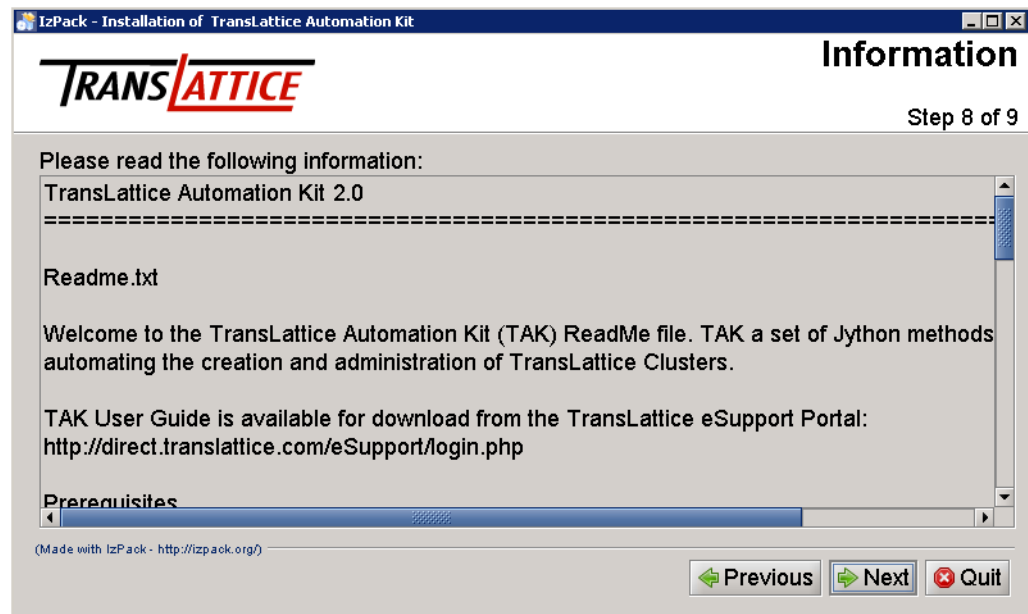 IzPack - Installation of TransLattice Automation Kit
TRANSLATTICE
Information
Step 8 of 9
Please read the following information:
TransLattice Automation Kit 2.0
====================================================================
Readme.txt
Welcome to the TransLattice Automation Kit (TAK) ReadMe file. TAK a set of Jython methods
automating the creation and administration of TransLattice Clusters.
TAK User Guide is available for download from the TransLattice eSupport Portal:
http://direct.translattice.com/eSupport/login.php
Prerequisites
(Made with IzPack - http://izpack.org/)
Previous
Next
Quit